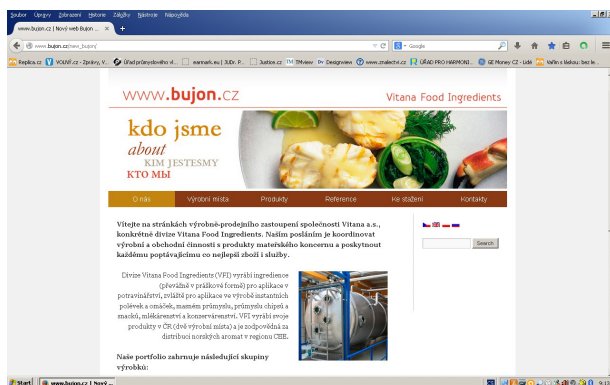 Soubor Úpravy Zobrazení Historie Záložky Nástroje Nápověda
www.bujon.cz | Nový web Bujon ... × +
www.bujon.cz/new_bujon/
Google
Replica.cz VOLNÝ.cz - Zprávy, V... Úřad průmyslového vl... earmark.eu | JUDr. P... Justice.cz TMview Designview www.znalectvi.cz ÚŘAD PRO HARMONI... GE Money CZ - Lidé Vařím s láskou: bez le...
www.bujon.cz
Vitana Food Ingredients
kdo jsme
about
KIM JESTESMY
КТО МЫ
O nás Výrobní místa Produkty Reference Ke stažení Kontakty
Vítejte na stránkách výrobně-prodejního zastoupení společnosti Vitana a.s.,
konkrétně divize Vitana Food Ingredients. Naším posláním je koordinovat
výrobní a obchodní činnosti s produkty mateřského koncernu a poskytnout
každému poptávajícímu co nejlepší zboží i služby.
Search
Divize Vitana Food Ingredients (VFI) vyrábí ingredience
(převážně v práškové formě) pro aplikace v
potravinářství, zvláště pro aplikace ve výrobě instantních
polévek a omáček, masném průmyslu, průmyslu chipsů a
snacků, mlékárenství a konzervárenství. VFI vyrábí svoje
produkty v ČR (dvě výrobní místa) a je zodpovědná za
distribuci norských aromat v regionu CEE.
Naše portfolio zahrnuje následující skupiny
výrobků:
Start www.bujon.cz | Nový ...